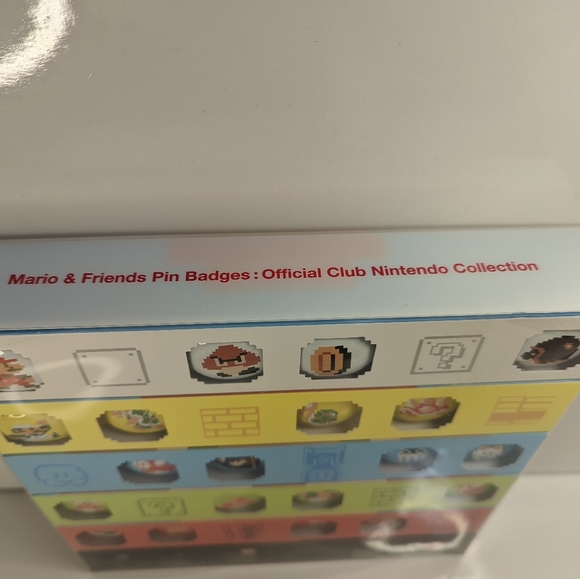 Mario & Friends Pin Badges : Official Club Nintendo Collection